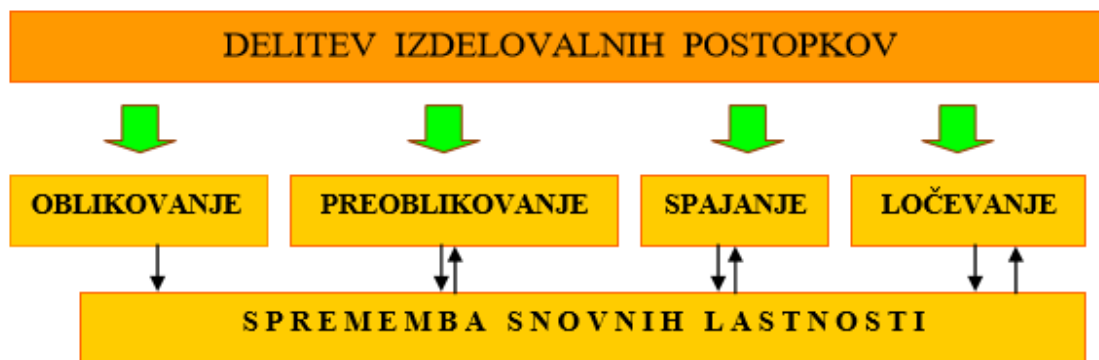 DELITEV IZDELOVALNIH POSTOPKOV
OBLIKOVANJE
PREOBLIKOVANJE
SPAJANJE
LOČEVANJE
SPREMEMBA SNOVNIH LASTNOSTI